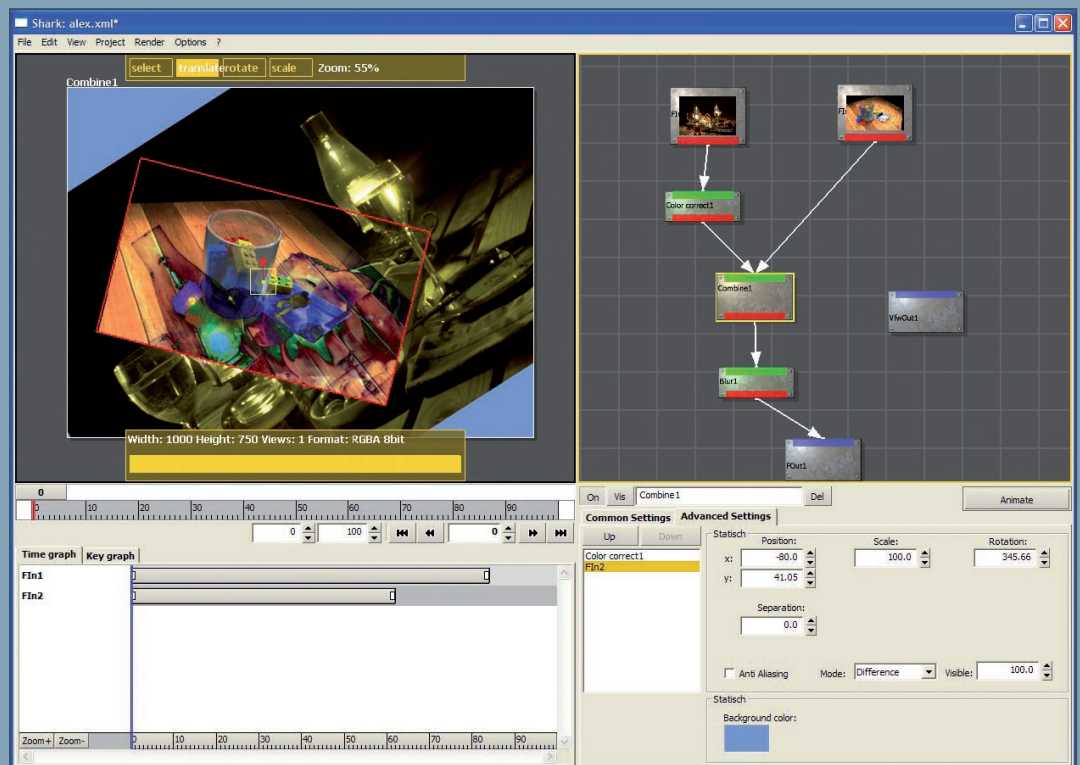 Shark: alex.xml*
File Edit View Project Render Options ?
select translate rotate scale Zoom: 55%
Combine1
Width: 1000 Height: 750 Views: 1 Format: RGBA 8bit
Color correct1
Combine1
VfwOut1
Blur1
FOut1
0
0 10 20 30 40 50 60 70 80 90
0 100 0
Time graph Key graph
FIn1
FIn2
Zoom+ Zoom- 0 10 20 30 40 50 60 70 80 90
On Vis Combine1 Del Animate
Common Settings Advanced Settings
Up Down
Color correct1
FIn2
Statisch
Position: Scale: Rotation:
x: -80.0 100.0 345.66
y: 41.05
Separation:
0.0
Anti Aliasing Mode: Difference Visible: 100.0
Statisch
Background color: